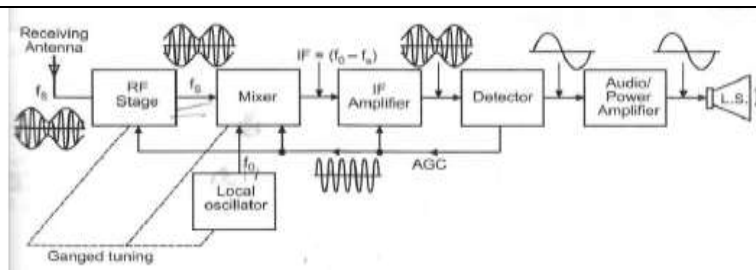 Receiving
Antenna
fs
RF
Stage
fs
Mixer
IF = (f0 – fs)
IF
Amplifier
Detector
Audio/
Power
Amplifier
L.S.
AGC
f0
Local
oscillator
Ganged tuning